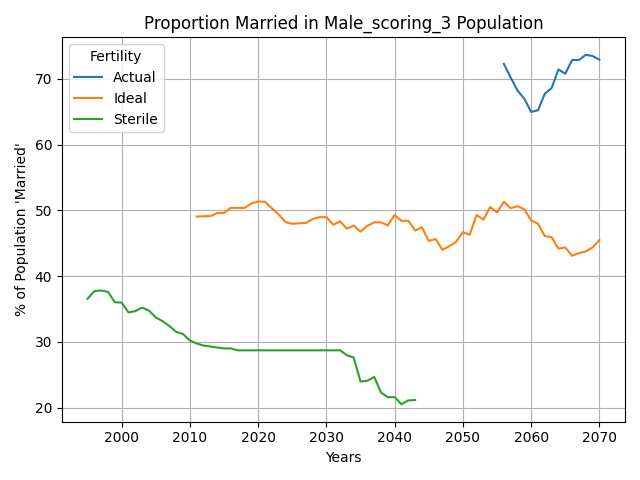 Proportion Married in Male_scoring_3 Population
Fertility
Actual
Ideal
Sterile
% of Population 'Married'
70
60
50
40
30
20
2000
2010
2020
2030
2040
2050
2060
2070
Years